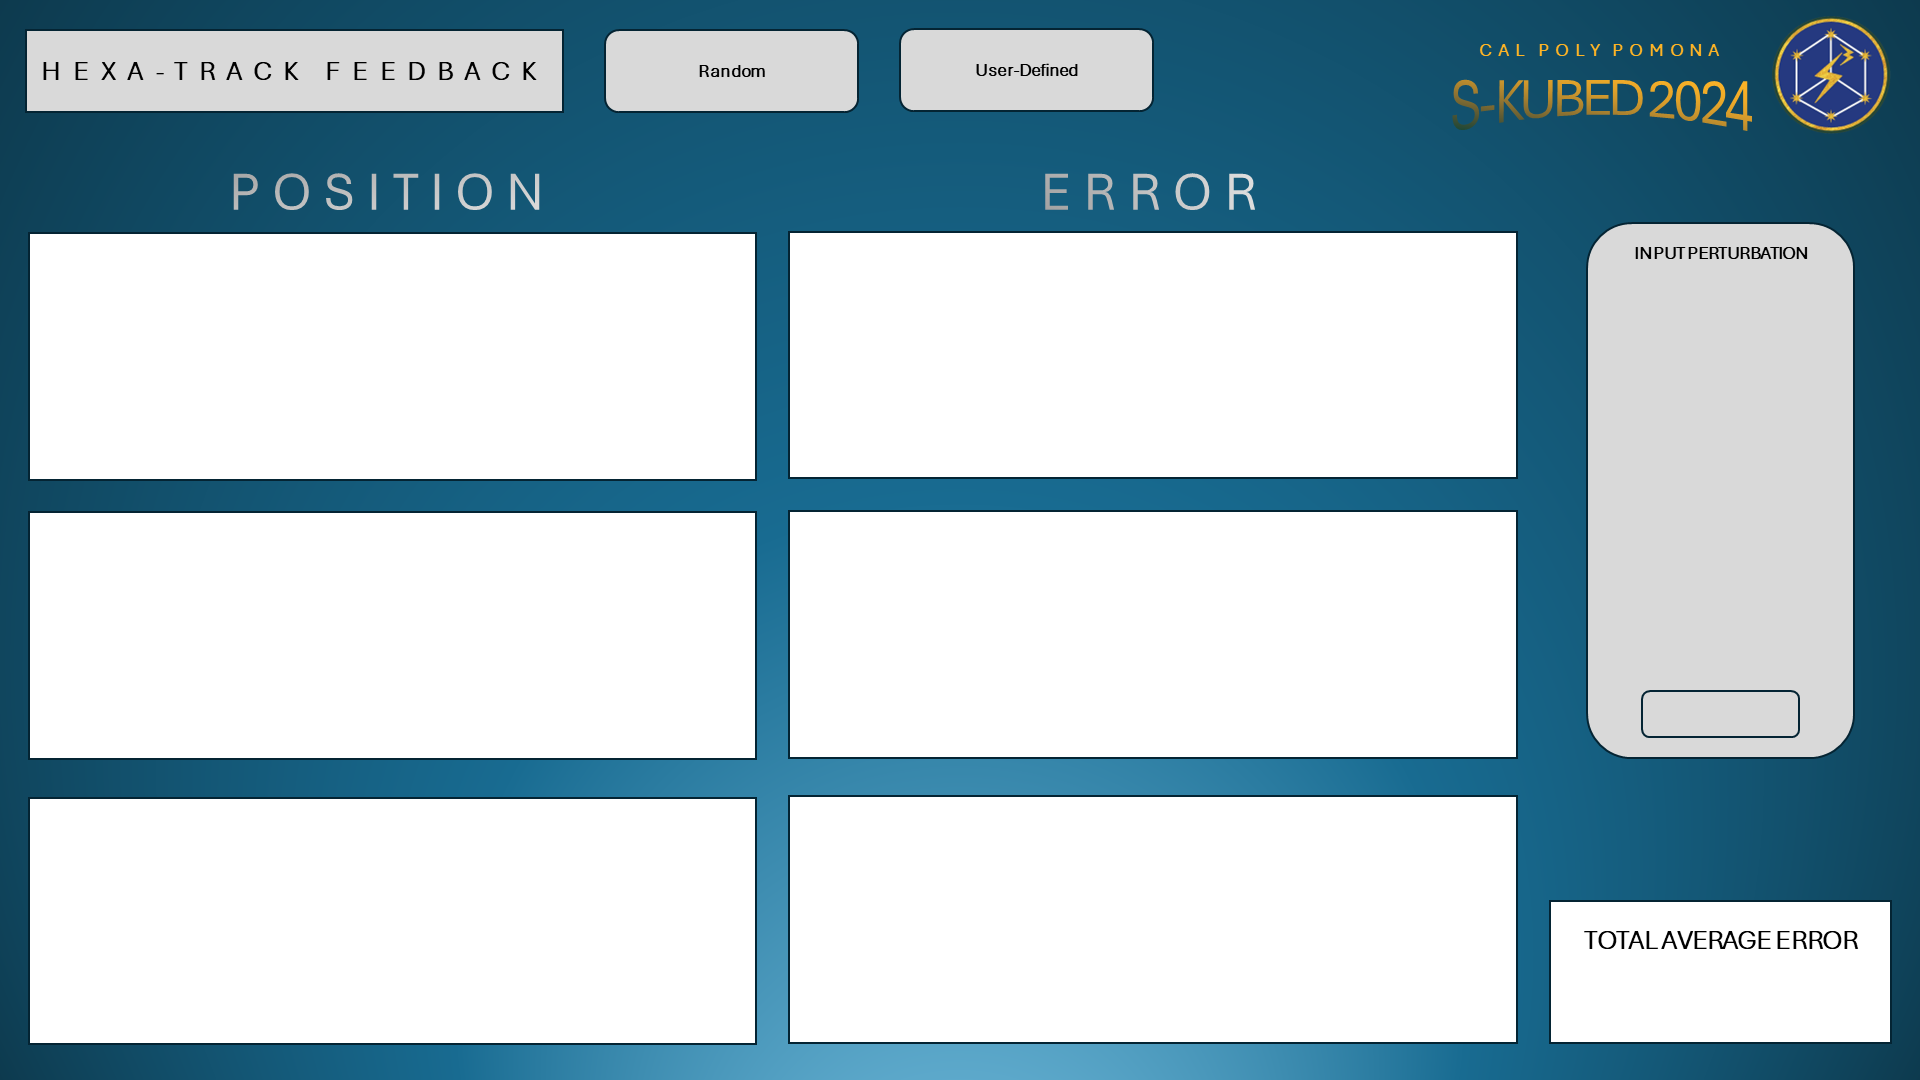 HEXA-TRACK FEEDBACK
Random
User-Defined
CAL POLY POMONA
S-KUBED 2024
POSITION
ERROR
INPUT PERTURBATION
TOTAL AVERAGE ERROR